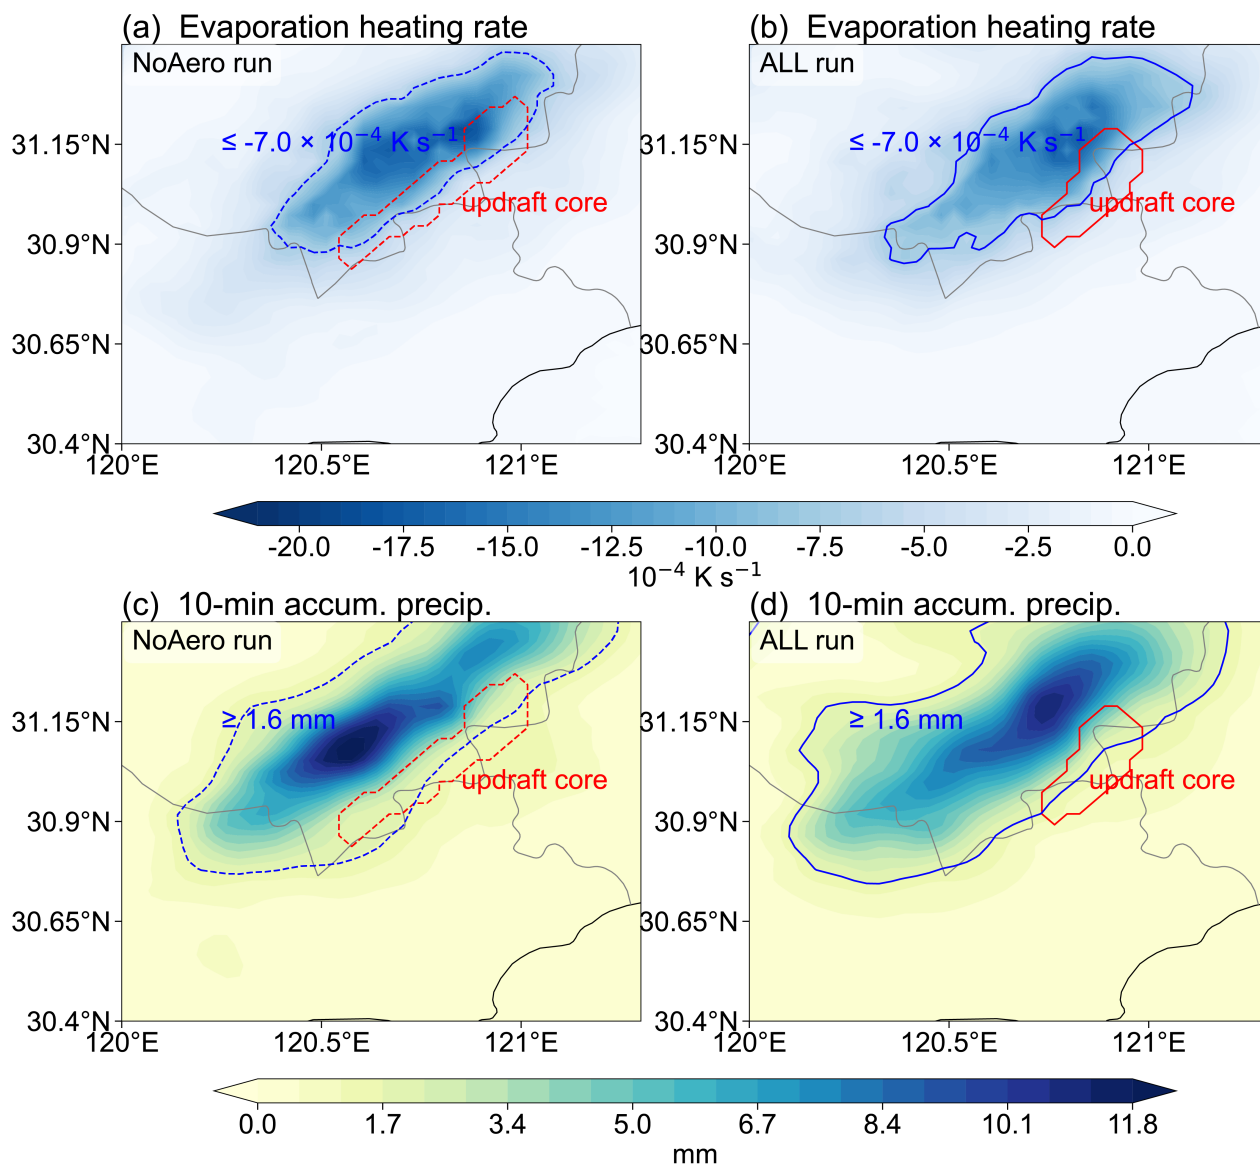 (a) Evaporation heating rate
(b) Evaporation heating rate
NoAero run
ALL run
≤ -7.0 × 10⁻⁴ K s⁻¹
≤ -7.0 × 10⁻⁴ K s⁻¹
updraft core
updraft core
31.15°N
30.9°N
30.65°N
30.4°N
31.15°N
30.9°N
30.65°N
30.4°N
120°E 120.5°E 121°E
120°E 120.5°E 121°E
-20.0 -17.5 -15.0 -12.5 -10.0 -7.5 -5.0 -2.5 0.0
10⁻⁴ K s⁻¹
(c) 10-min accum. precip.
(d) 10-min accum. precip.
NoAero run
ALL run
≥ 1.6 mm
≥ 1.6 mm
updraft core
updraft core
31.15°N
30.9°N
30.65°N
30.4°N
31.15°N
30.9°N
30.65°N
30.4°N
120°E 120.5°E 121°E
120°E 120.5°E 121°E
0.0 1.7 3.4 5.0 6.7 8.4 10.1 11.8
mm